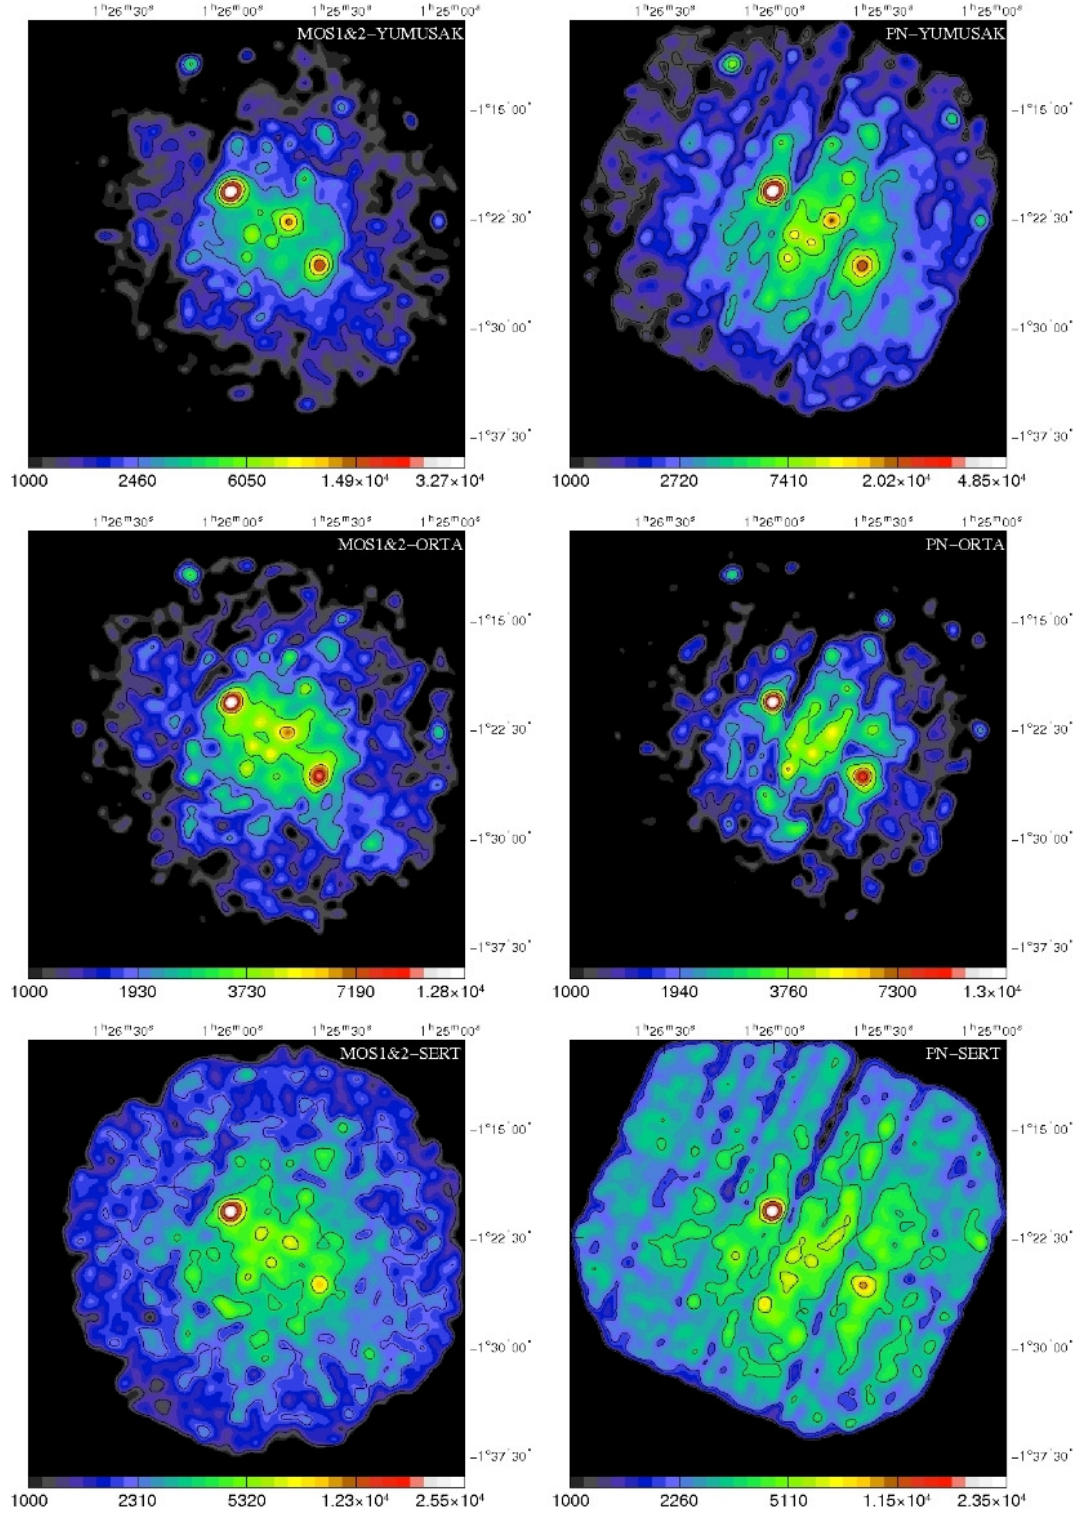 1ʰ26ᵐ30ˢ 1ʰ26ᵐ00ˢ 1ʰ25ᵐ30ˢ 1ʰ25ᵐ00ˢ
MOS1&2-YUMUSAK
-1°15'00"
-1°22'30"
-1°30'00"
-1°37'30"
1000 2460 6050 1.49×10⁴ 3.27×10⁴
1ʰ26ᵐ30ˢ 1ʰ26ᵐ00ˢ 1ʰ25ᵐ30ˢ 1ʰ25ᵐ00ˢ
PN-YUMUSAK
-1°15'00"
-1°22'30"
-1°30'00"
-1°37'30"
1000 2720 7410 2.02×10⁴ 4.85×10⁴
1ʰ26ᵐ30ˢ 1ʰ26ᵐ00ˢ 1ʰ25ᵐ30ˢ 1ʰ25ᵐ00ˢ
MOS1&2-ORTA
-1°15'00"
-1°22'30"
-1°30'00"
-1°37'30"
1000 1930 3730 7190 1.28×10⁴
1ʰ26ᵐ30ˢ 1ʰ26ᵐ00ˢ 1ʰ25ᵐ30ˢ 1ʰ25ᵐ00ˢ
PN-ORTA
-1°15'00"
-1°22'30"
-1°30'00"
-1°37'30"
1000 1940 3760 7300 1.3×10⁴
1ʰ26ᵐ30ˢ 1ʰ26ᵐ00ˢ 1ʰ25ᵐ30ˢ 1ʰ25ᵐ00ˢ
MOS1&2-SERT
-1°15'00"
-1°22'30"
-1°30'00"
-1°37'30"
1000 2310 5320 1.23×10⁴ 2.55×10⁴
1ʰ26ᵐ30ˢ 1ʰ26ᵐ00ˢ 1ʰ25ᵐ30ˢ 1ʰ25ᵐ00ˢ
PN-SERT
-1°15'00"
-1°22'30"
-1°30'00"
-1°37'30"
1000 2260 5110 1.15×10⁴ 2.35×10⁴